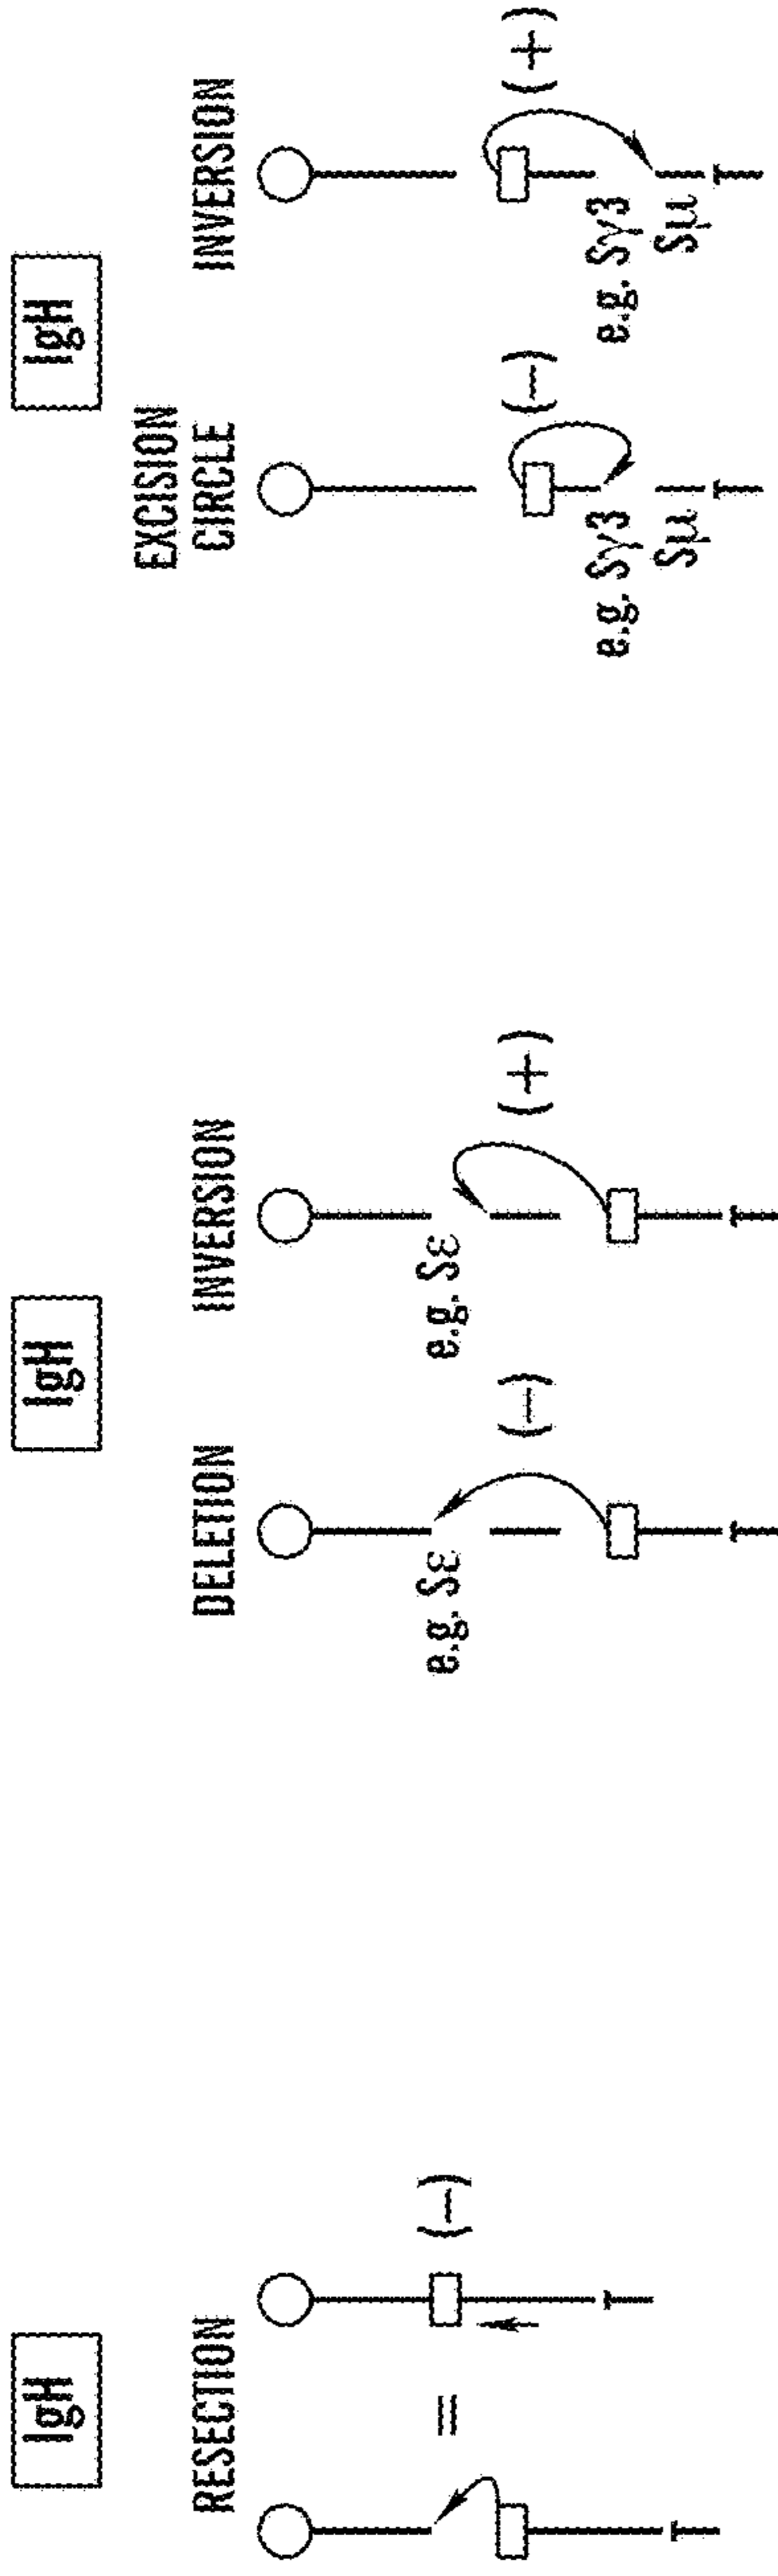 IgH
RESECTION
=
(-)
IgH
DELETION
INVERSION
e.g. Sε
(-)
e.g. Sε
(+)
IgH
EXCISION
CIRCLE
INVERSION
(-)
(+)
e.g. Sγ3
Sμ
e.g. Sγ3
Sμ